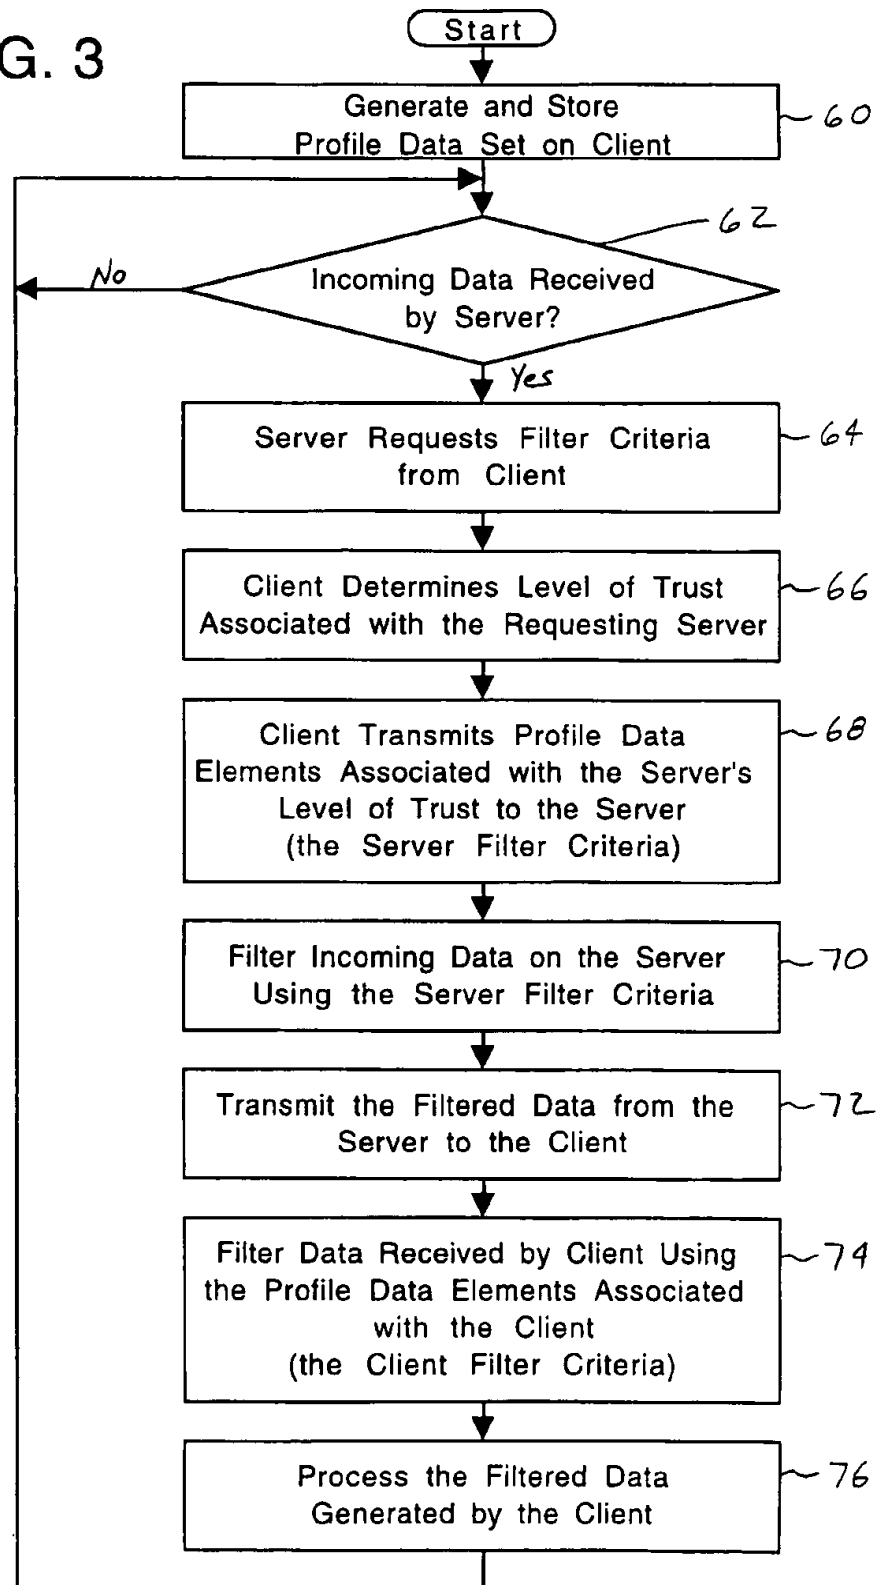 G. 3
Start
Generate and Store
Profile Data Set on Client
60
62
Incoming Data Received
by Server?
No
Yes
Server Requests Filter Criteria
from Client
64
Client Determines Level of Trust
Associated with the Requesting Server
66
Client Transmits Profile Data
Elements Associated with the Server's
Level of Trust to the Server
(the Server Filter Criteria)
68
Filter Incoming Data on the Server
Using the Server Filter Criteria
70
Transmit the Filtered Data from the
Server to the Client
72
Filter Data Received by Client Using
the Profile Data Elements Associated
with the Client
(the Client Filter Criteria)
74
Process the Filtered Data
Generated by the Client
76